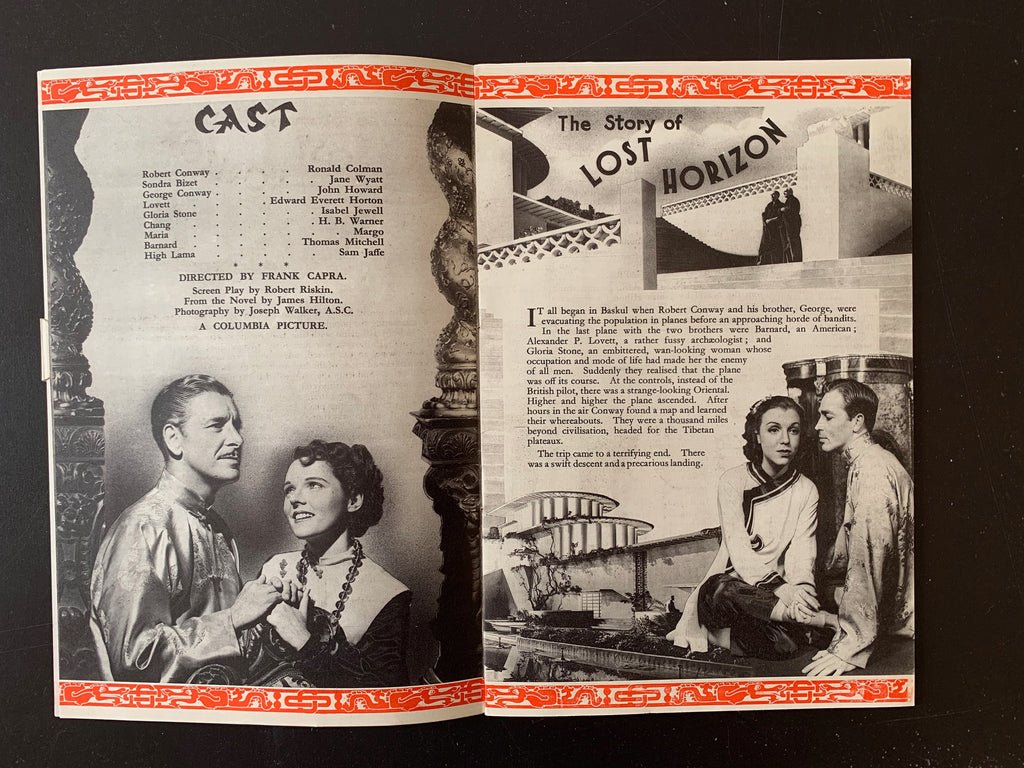 CAST
Robert Conway . . . . . Ronald Colman
Sondra Bizet . . . . . Jane Wyatt
George Conway . . . . . John Howard
Lovett . . . . . Edward Everett Horton
Gloria Stone . . . . . Isabel Jewell
Chang . . . . . H. B. Warner
Maria . . . . . Margo
Barnard . . . . . Thomas Mitchell
High Lama . . . . . Sam Jaffe
* * *
DIRECTED BY FRANK CAPRA.
Screen Play by Robert Riskin.
From the Novel by James Hilton.
Photography by Joseph Walker, A.S.C.
A COLUMBIA PICTURE.
The Story of
LOST HORIZON
IT all began in Baskul when Robert Conway and his brother, George, were
evacuating the population in planes before an approaching horde of bandits.
In the last plane with the two brothers were Barnard, an American ;
Alexander P. Lovett, a rather fussy archæologist ; and
Gloria Stone, an embittered, wan-looking woman whose
occupation and mode of life had made her the enemy
of all men. Suddenly they realised that the plane
was off its course. At the controls, instead of the
British pilot, there was a strange-looking Oriental.
Higher and higher the plane ascended. After
hours in the air Conway found a map and learned
their whereabouts. They were a thousand miles
beyond civilisation, headed for the Tibetan
plateaux.
The trip came to a terrifying end. There
was a swift descent and a precarious landing.